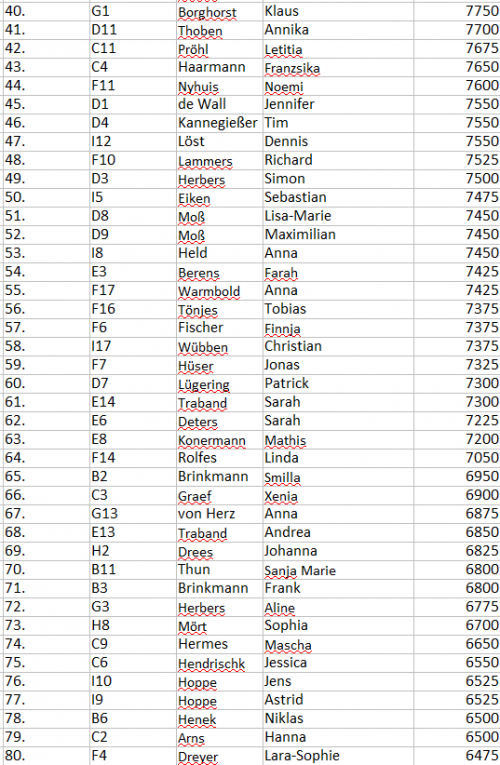 40. G1 Borghorst Klaus 7750
41. D11 Thoben Annika 7700
42. C11 Pröhl Letitia 7675
43. C4 Haarmann Franzsika 7650
44. F11 Nyhuis Noemi 7600
45. D1 de Wall Jennifer 7550
46. D4 Kannegießer Tim 7550
47. I12 Löst Dennis 7550
48. F10 Lammers Richard 7525
49. D3 Herbers Simon 7500
50. I5 Eiken Sebastian 7475
51. D8 Moß Lisa-Marie 7450
52. D9 Moß Maximilian 7450
53. I8 Held Anna 7450
54. E3 Berens Farah 7425
55. F17 Warmbold Anna 7425
56. F16 Tönjes Tobias 7375
57. F6 Fischer Finnja 7375
58. I17 Wübben Christian 7375
59. F7 Hüser Jonas 7325
60. D7 Lügering Patrick 7300
61. E14 Traband Sarah 7300
62. E6 Deters Sarah 7225
63. E8 Konermann Mathis 7200
64. F14 Rolfes Linda 7050
65. B2 Brinkmann Smilla 6950
66. C3 Graef Xenia 6900
67. G13 von Herz Anna 6875
68. E13 Traband Andrea 6850
69. H2 Drees Johanna 6825
70. B11 Thun Sanja Marie 6800
71. B3 Brinkmann Frank 6800
72. G3 Herbers Aline 6775
73. H8 Mört Sophia 6700
74. C9 Hermes Mascha 6650
75. C6 Hendrischk Jessica 6550
76. I10 Hoppe Jens 6525
77. I9 Hoppe Astrid 6525
78. B6 Henek Niklas 6500
79. C2 Arns Hanna 6500
80. F4 Dreyer Lara-Sophie 6475